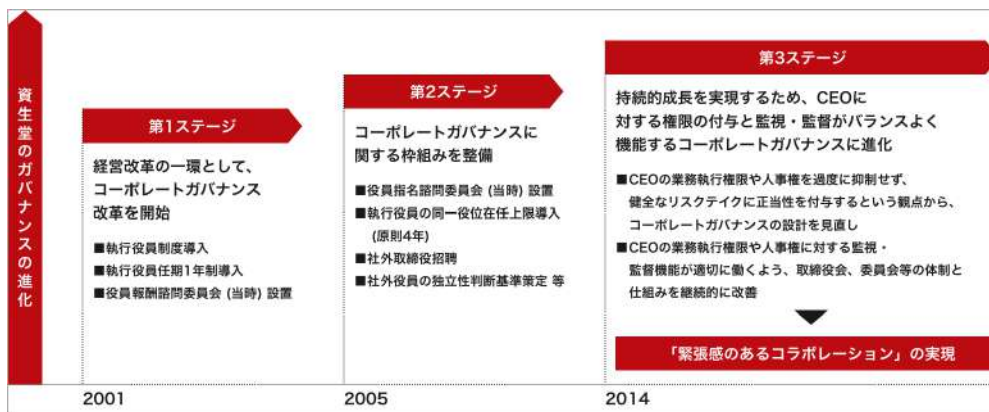 資生堂のガバナンスの進化
第1ステージ
経営改革の一環として、
コーポレートガバナンス
改革を開始
■執行役員制度導入
■執行役員任期1年制導入
■役員報酬諮問委員会 (当時) 設置
第2ステージ
コーポレートガバナンスに
関する枠組みを整備
■役員指名諮問委員会 (当時) 設置
■執行役員の同一役位在任上限導入
(原則4年)
■社外取締役招聘
■社外役員の独立性判断基準策定 等
第3ステージ
持続的成長を実現するため、CEOに
対する権限の付与と監視・監督がバランスよく
機能するコーポレートガバナンスに進化
■CEOの業務執行権限や人事権を過度に抑制せず、
健全なリスクテイクに正当性を付与するという観点から、
コーポレートガバナンスの設計を見直し
■CEOの業務執行権限や人事権に対する監視・
監督機能が適切に働くよう、取締役会、委員会等の体制と
仕組みを継続的に改善
「緊張感のあるコラボレーション」の実現
2001
2005
2014